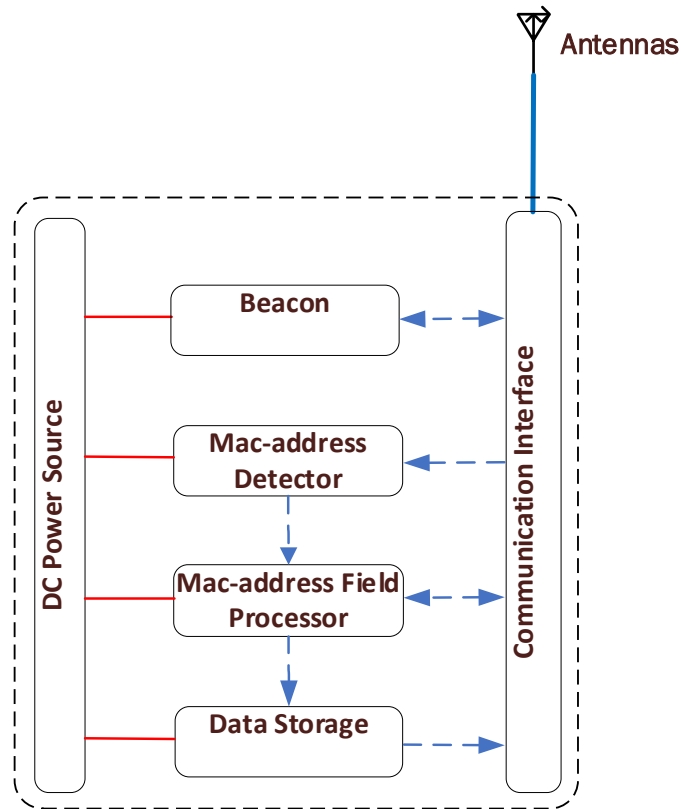 Antennas
DC Power Source
Beacon
Mac-address
Detector
Mac-address Field
Processor
Data Storage
Communication Interface